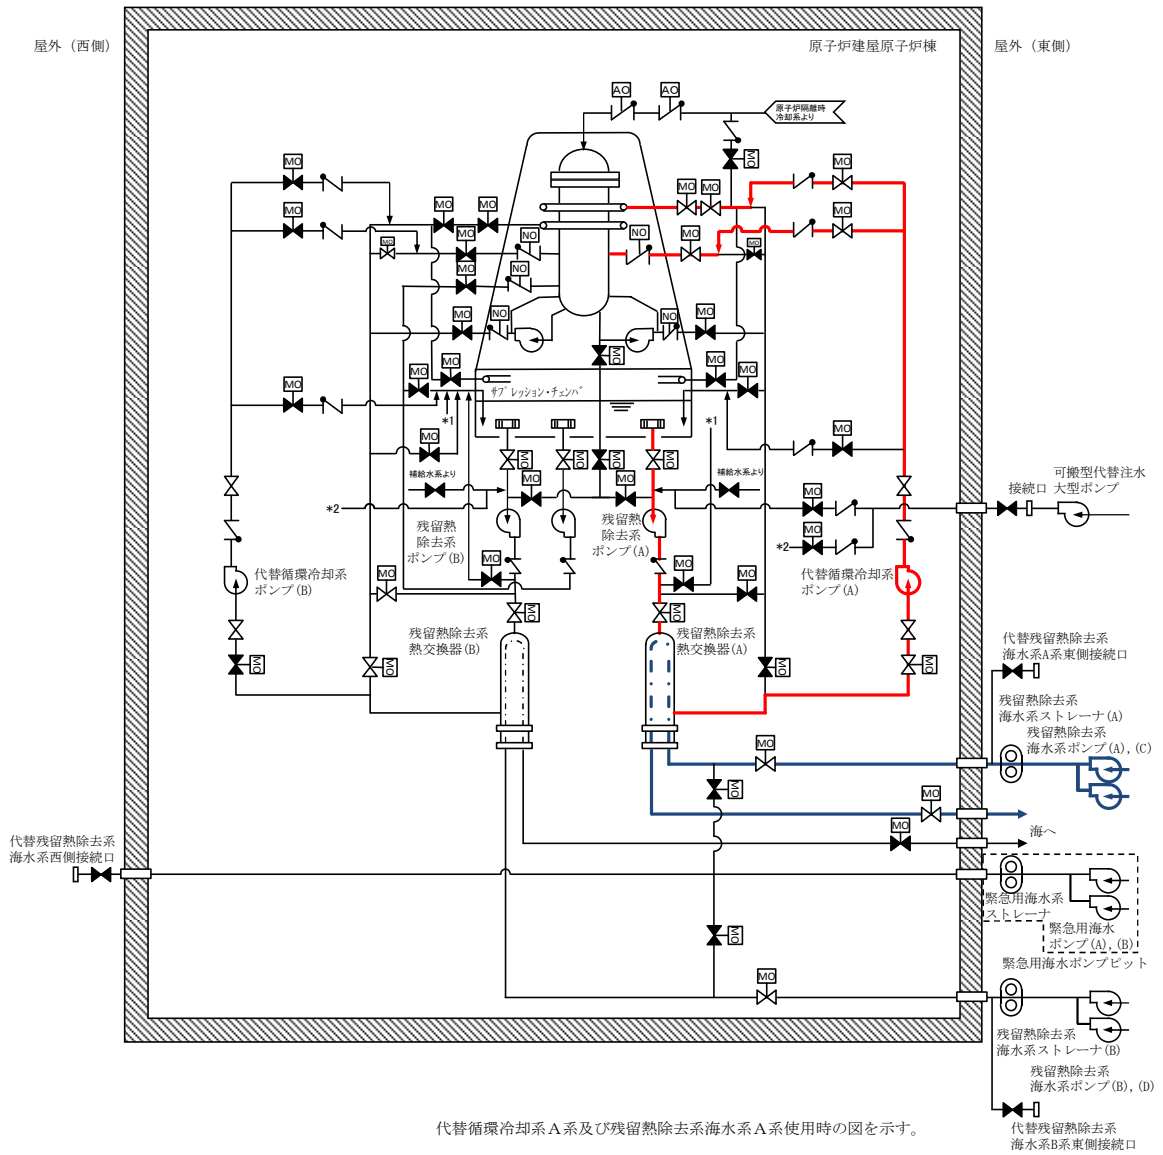 屋外（西側）
原子炉建屋原子炉棟
屋外（東側）
AO
AO
原子炉隔離時
冷却系より
MO
MO
MO
MO
MO
MO
MO
MO
MO
MO
MO
MO
NO
NO
MO
MO
MO
NO
MO
NO
MO
NO
MO
MO
MO
MO
MO
MO
MO
サプレッション・チェンバ
*1
*1
MO
MO
MO
MO
MO
MO
MO
MO
補給水系より
補給水系より
可搬型代替注水
大型ポンプ
接続口
MO
MO
*2
*2
残留熱
除去系
ポンプ(B)
残留熱
除去系
ポンプ(A)
代替循環冷却系
ポンプ(B)
代替循環冷却系
ポンプ(A)
MO
MO
MO
MO
MO
MO
残留熱除去系
熱交換器(B)
残留熱除去系
熱交換器(A)
MO
MO
MO
MO
代替残留熱除去系
海水系A系東側接続口
残留熱除去系
海水系ストレーナ(A)
残留熱除去系
海水系ポンプ(A),(C)
MO
MO
MO
MO
海へ
代替残留熱除去系
海水系西側接続口
緊急用海水系
ストレーナ
緊急用海水
ポンプ(A),(B)
緊急用海水ポンプピット
MO
MO
残留熱除去系
海水系ストレーナ(B)
残留熱除去系
海水系ポンプ(B),(D)
代替残留熱除去系
海水系B系東側接続口
代替循環冷却系Ａ系及び残留熱除去系海水系Ａ系使用時の図を示す。